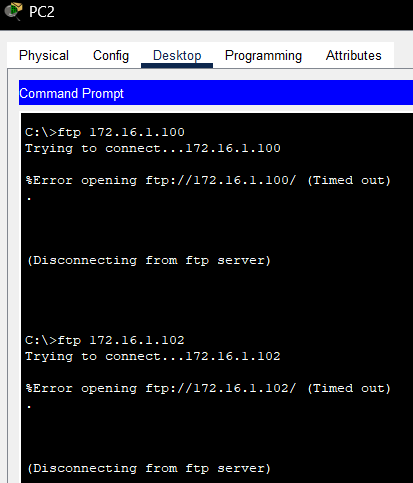 PC2
Physical Config Desktop Programming Attributes
Command Prompt
C:\>ftp 172.16.1.100
Trying to connect...172.16.1.100
%Error opening ftp://172.16.1.100/ (Timed out)
.
(Disconnecting from ftp server)
C:\>ftp 172.16.1.102
Trying to connect...172.16.1.102
%Error opening ftp://172.16.1.102/ (Timed out)
.
(Disconnecting from ftp server)